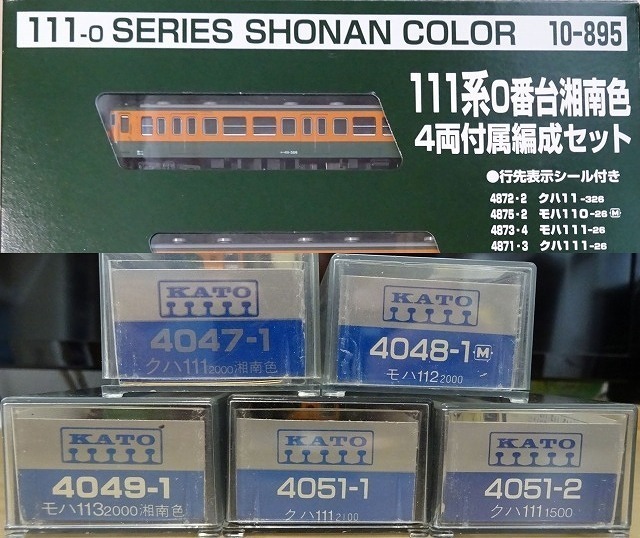 111-0 SERIES SHONAN COLOR 10-895
111系0番台湘南色
4両付属編成セット
●行先表示シール付き
4872・2 クハ11-326
4875・2 モハ110-26 M
4873・4 モハ111-26
4871・3 クハ111-26
KATO
4047-1
クハ111 2000 湘南色
KATO
4048-1 M
モハ112 2000
KATO
4049-1
モハ113 2000 湘南色
KATO
4051-1
クハ111 2100
KATO
4051-2
クハ111 1500